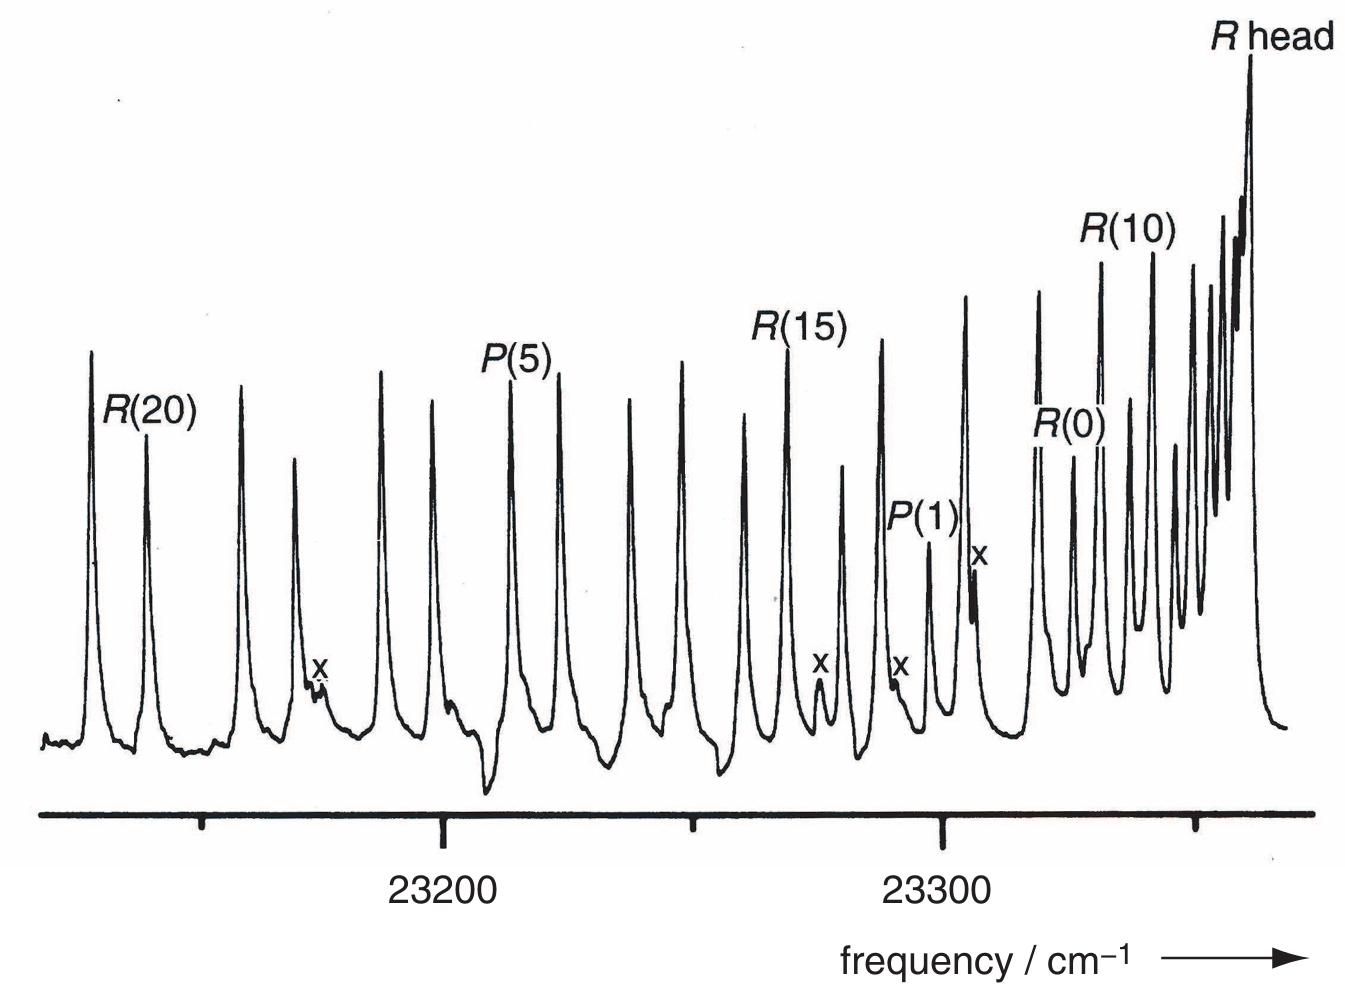 R head
R(10)
R(15)
P(5)
R(20)
R(0)
P(1)
x
x
x
x
23200
23300
frequency / cm⁻¹